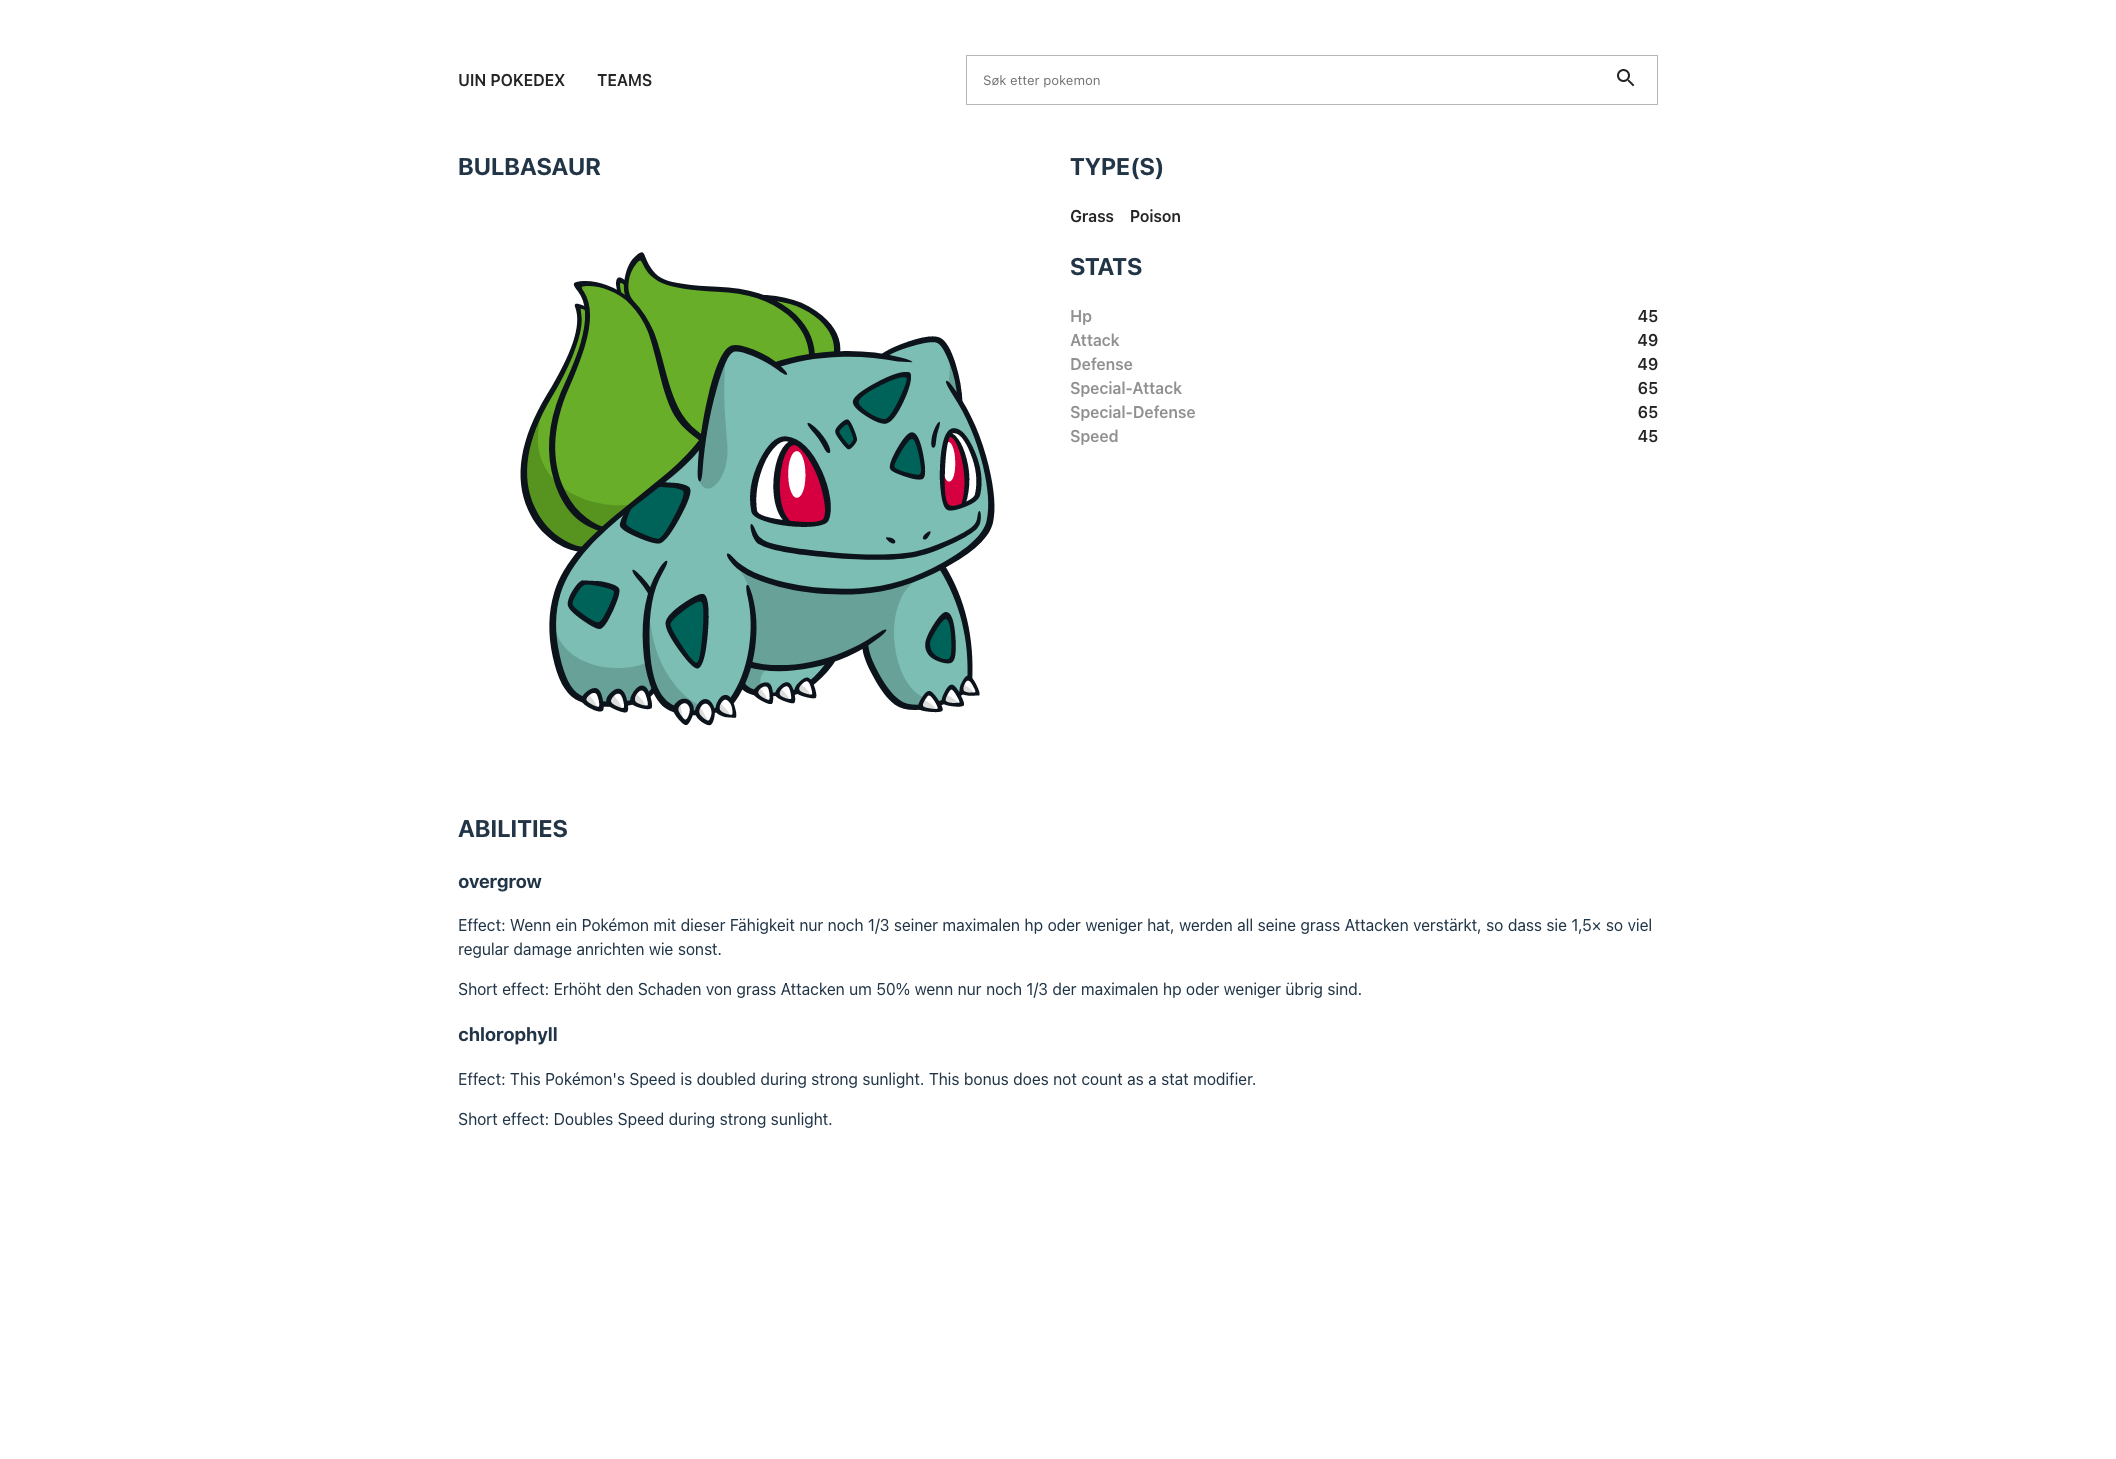 UIN POKEDEX TEAMS
Søk etter pokemon
BULBASAUR
TYPE(S)
Grass Poison
STATS
Hp 45
Attack 49
Defense 49
Special-Attack 65
Special-Defense 65
Speed 45
ABILITIES
overgrow
Effect: Wenn ein Pokémon mit dieser Fähigkeit nur noch 1/3 seiner maximalen hp oder weniger hat, werden all seine grass Attacken verstärkt, so dass sie 1,5× so viel
regular damage anrichten wie sonst.
Short effect: Erhöht den Schaden von grass Attacken um 50% wenn nur noch 1/3 der maximalen hp oder weniger übrig sind.
chlorophyll
Effect: This Pokémon's Speed is doubled during strong sunlight. This bonus does not count as a stat modifier.
Short effect: Doubles Speed during strong sunlight.